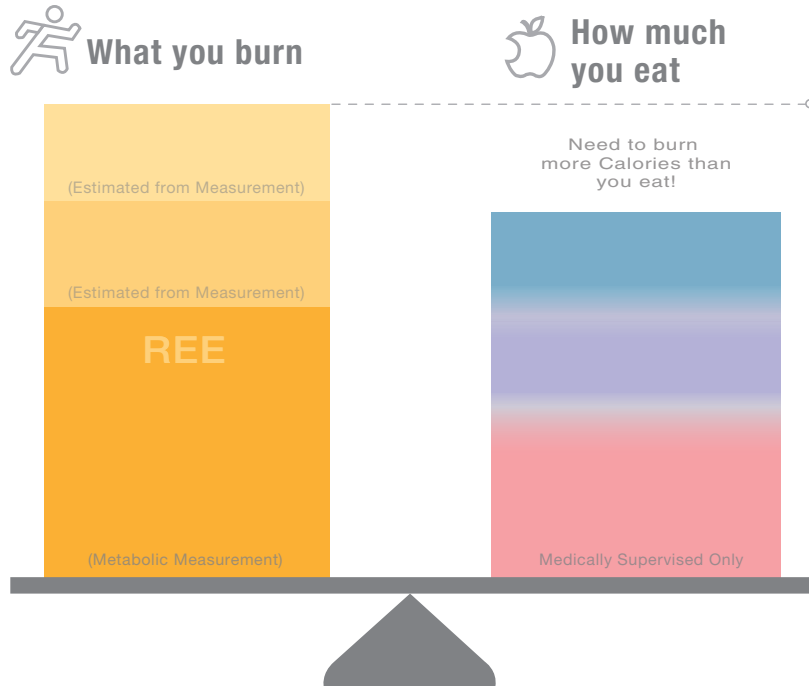 What you burn
How much
you eat
Need to burn
more Calories than
you eat!
(Estimated from Measurement)
(Estimated from Measurement)
REE
(Metabolic Measurement)
Medically Supervised Only